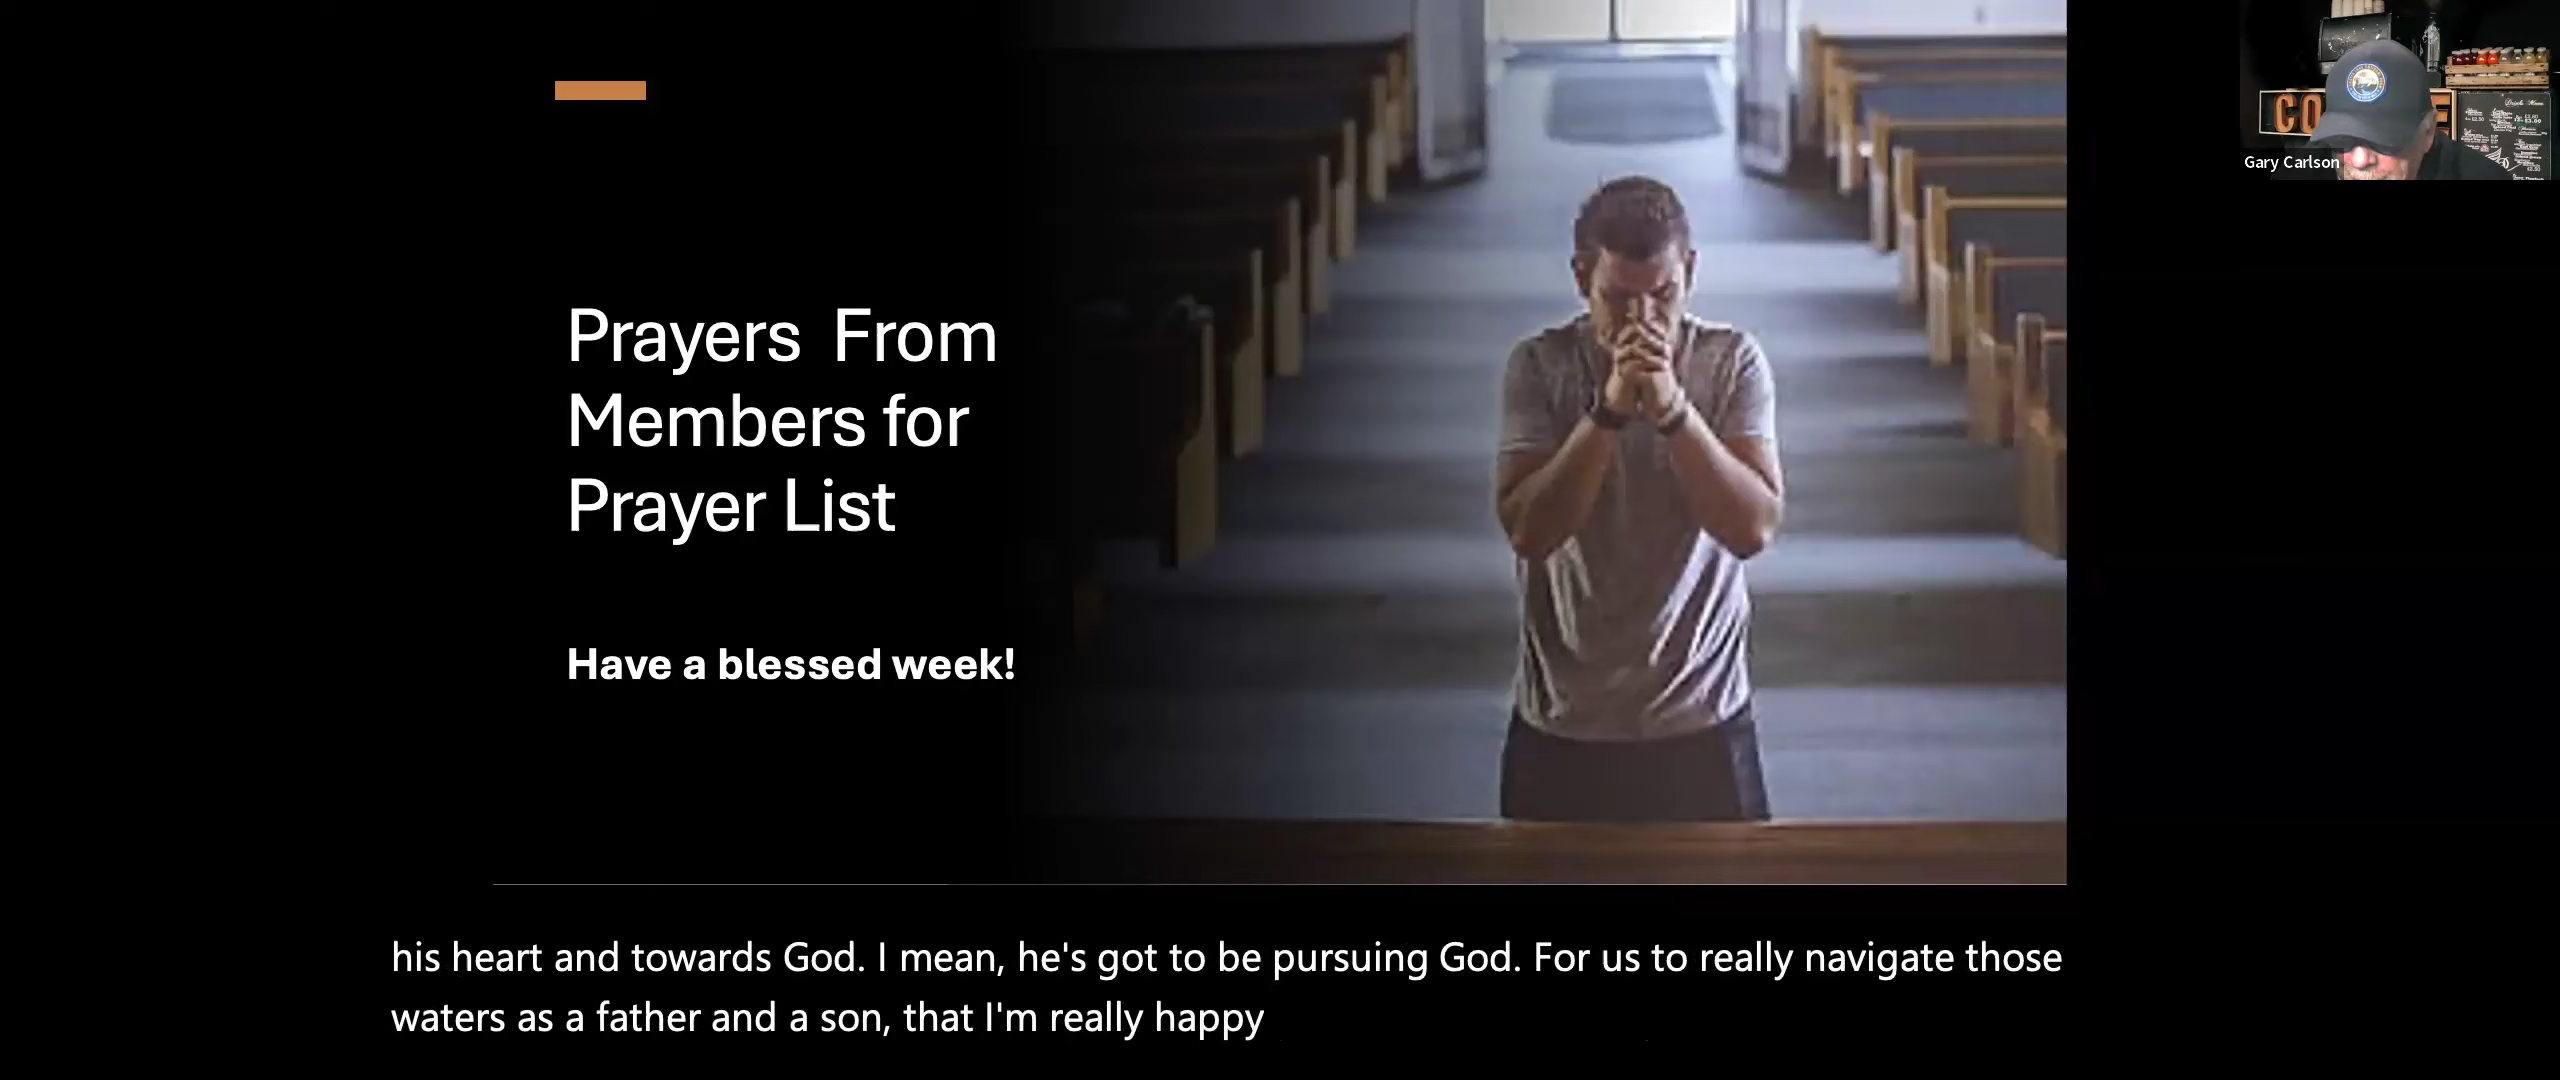 Prayers  From
Members for
Prayer List
Have a blessed week!
Gary Carlson
his heart and towards God. I mean, he's got to be pursuing God. For us to really navigate those
waters as a father and a son, that I'm really happy